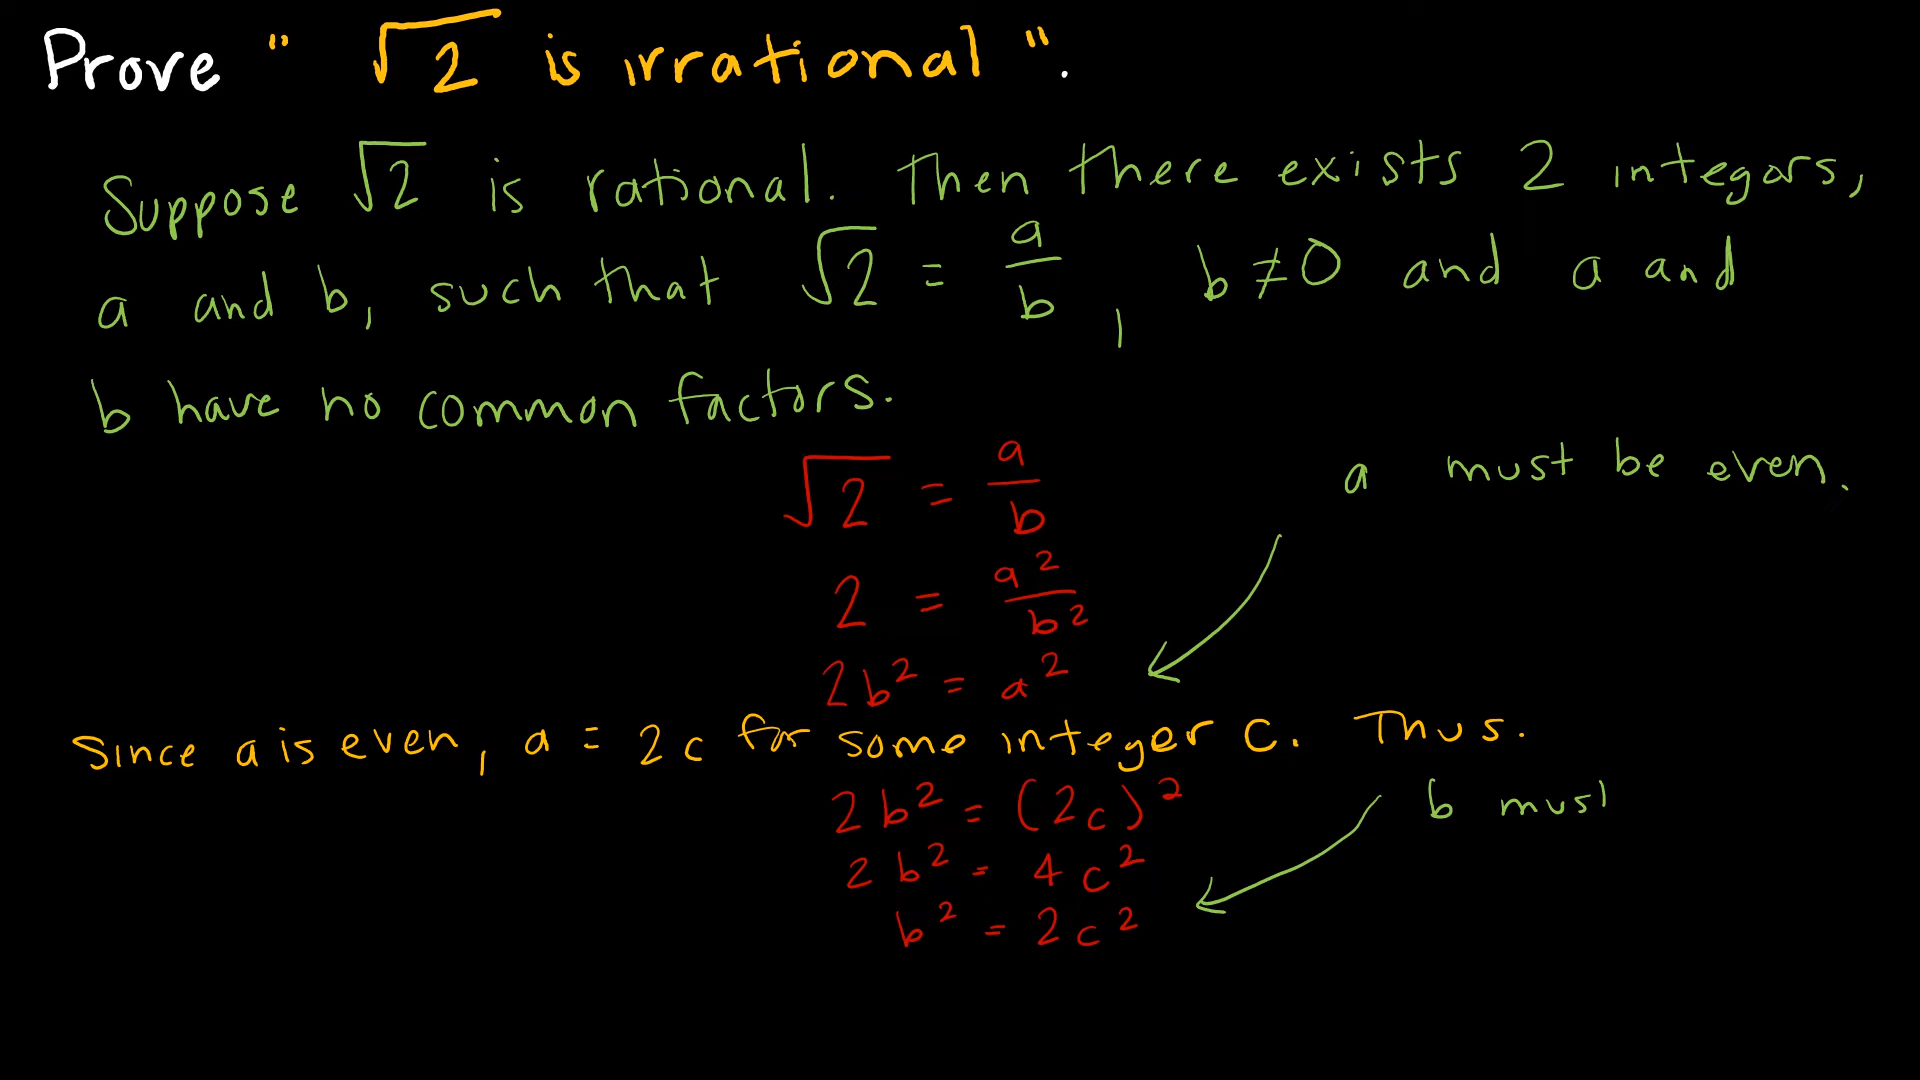 Prove " √2 is irrational ".
Suppose √2 is rational. Then there exists 2 integars,
a and b, such that √2 = a/b, b≠0 and a and
b have no common factors.
√2 = a/b
a must be even.
2 = a²/b²
2b² = a²
Since a is even, a = 2c for some integer c. Thus.
2b² = (2c)²
b must
2b² = 4c²
b² = 2c²